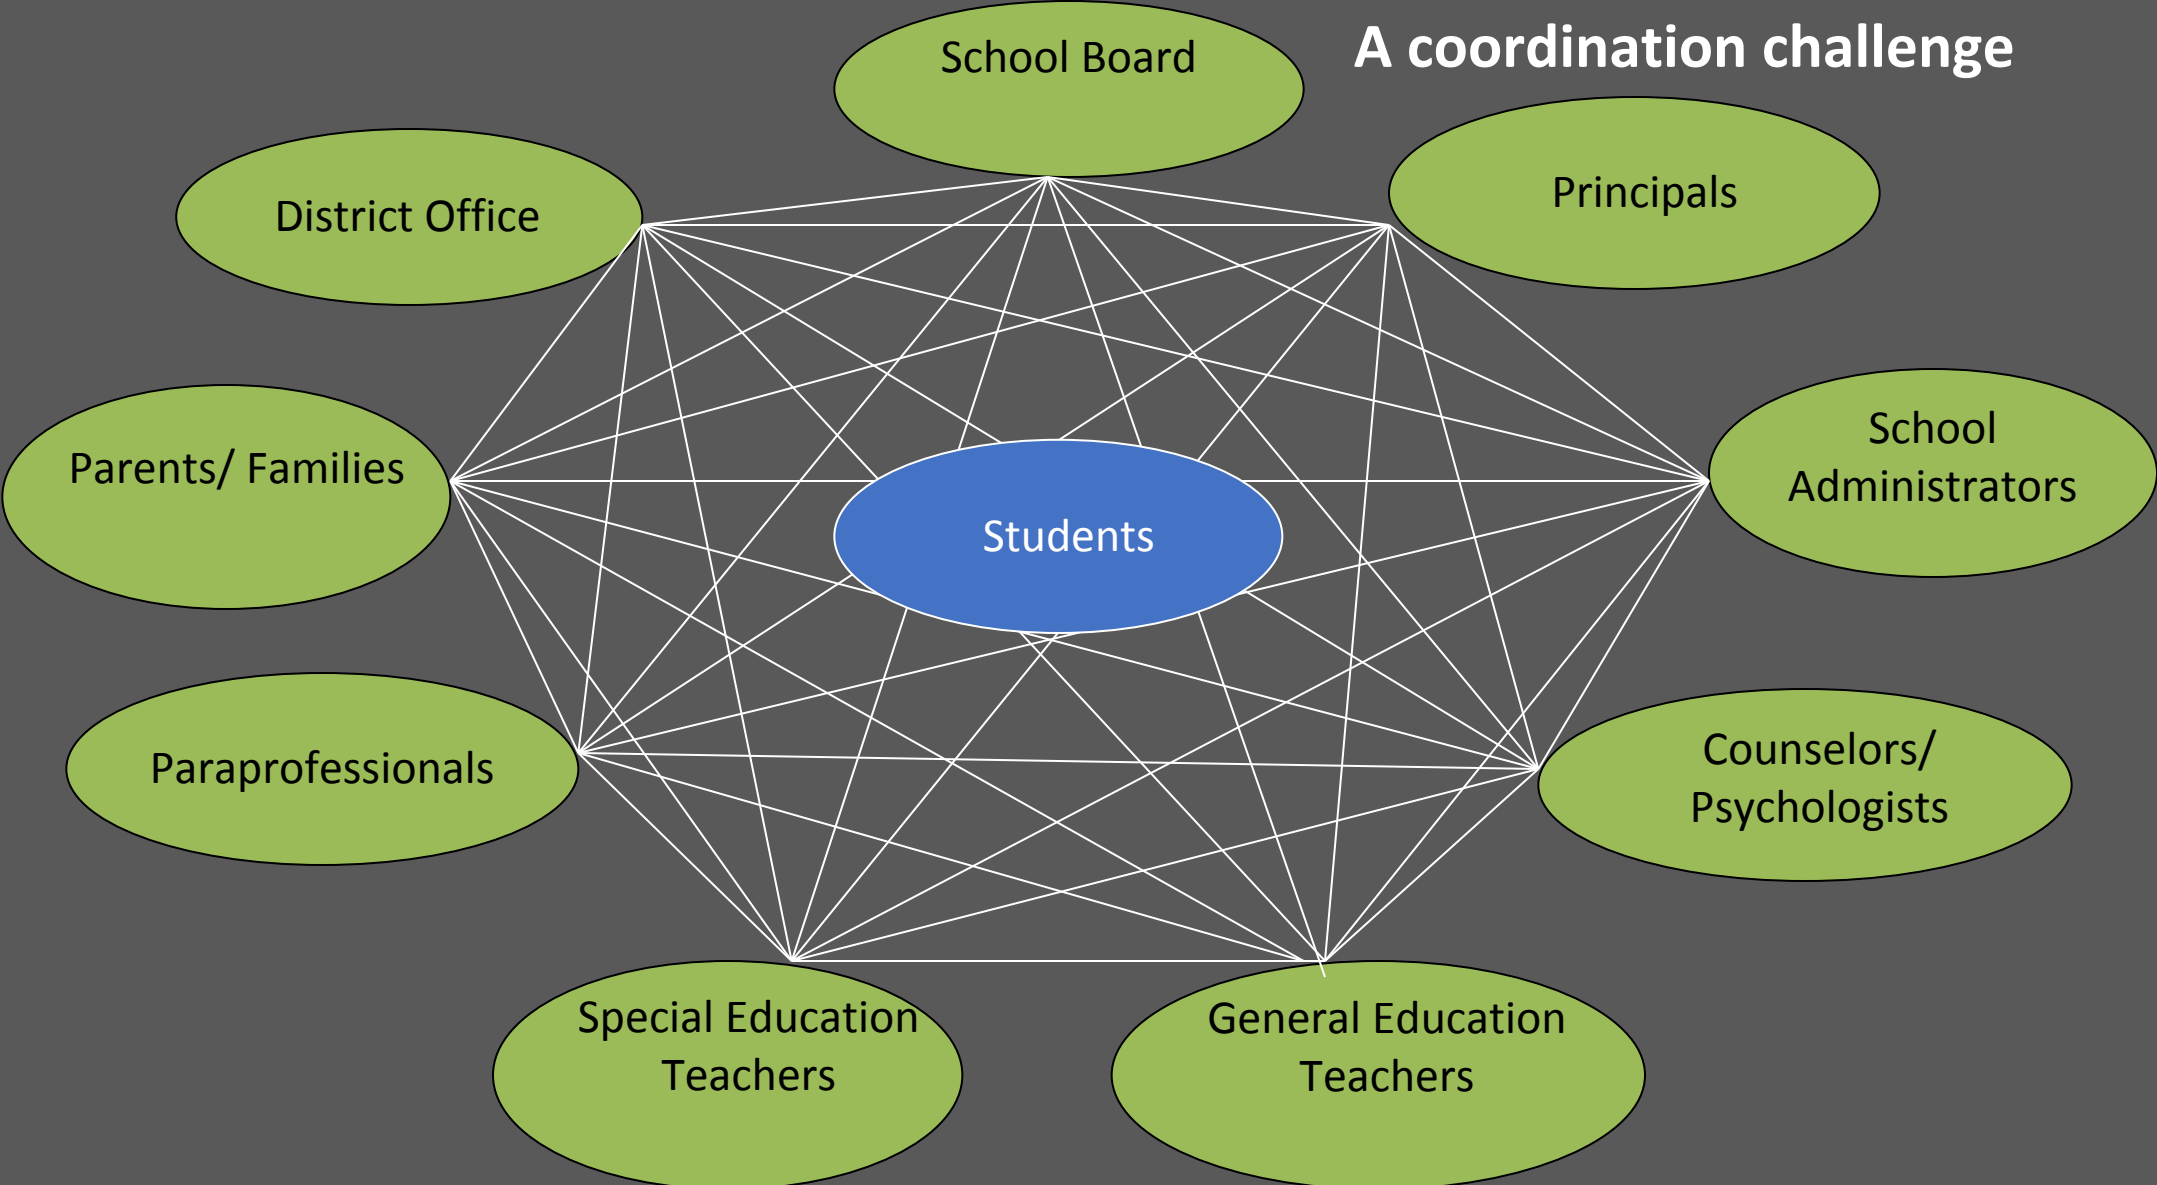 A coordination challenge
School Board
Principals
District Office
School
Administrators
Parents/ Families
Students
Counselors/
Psychologists
Paraprofessionals
Special Education
Teachers
General Education
Teachers